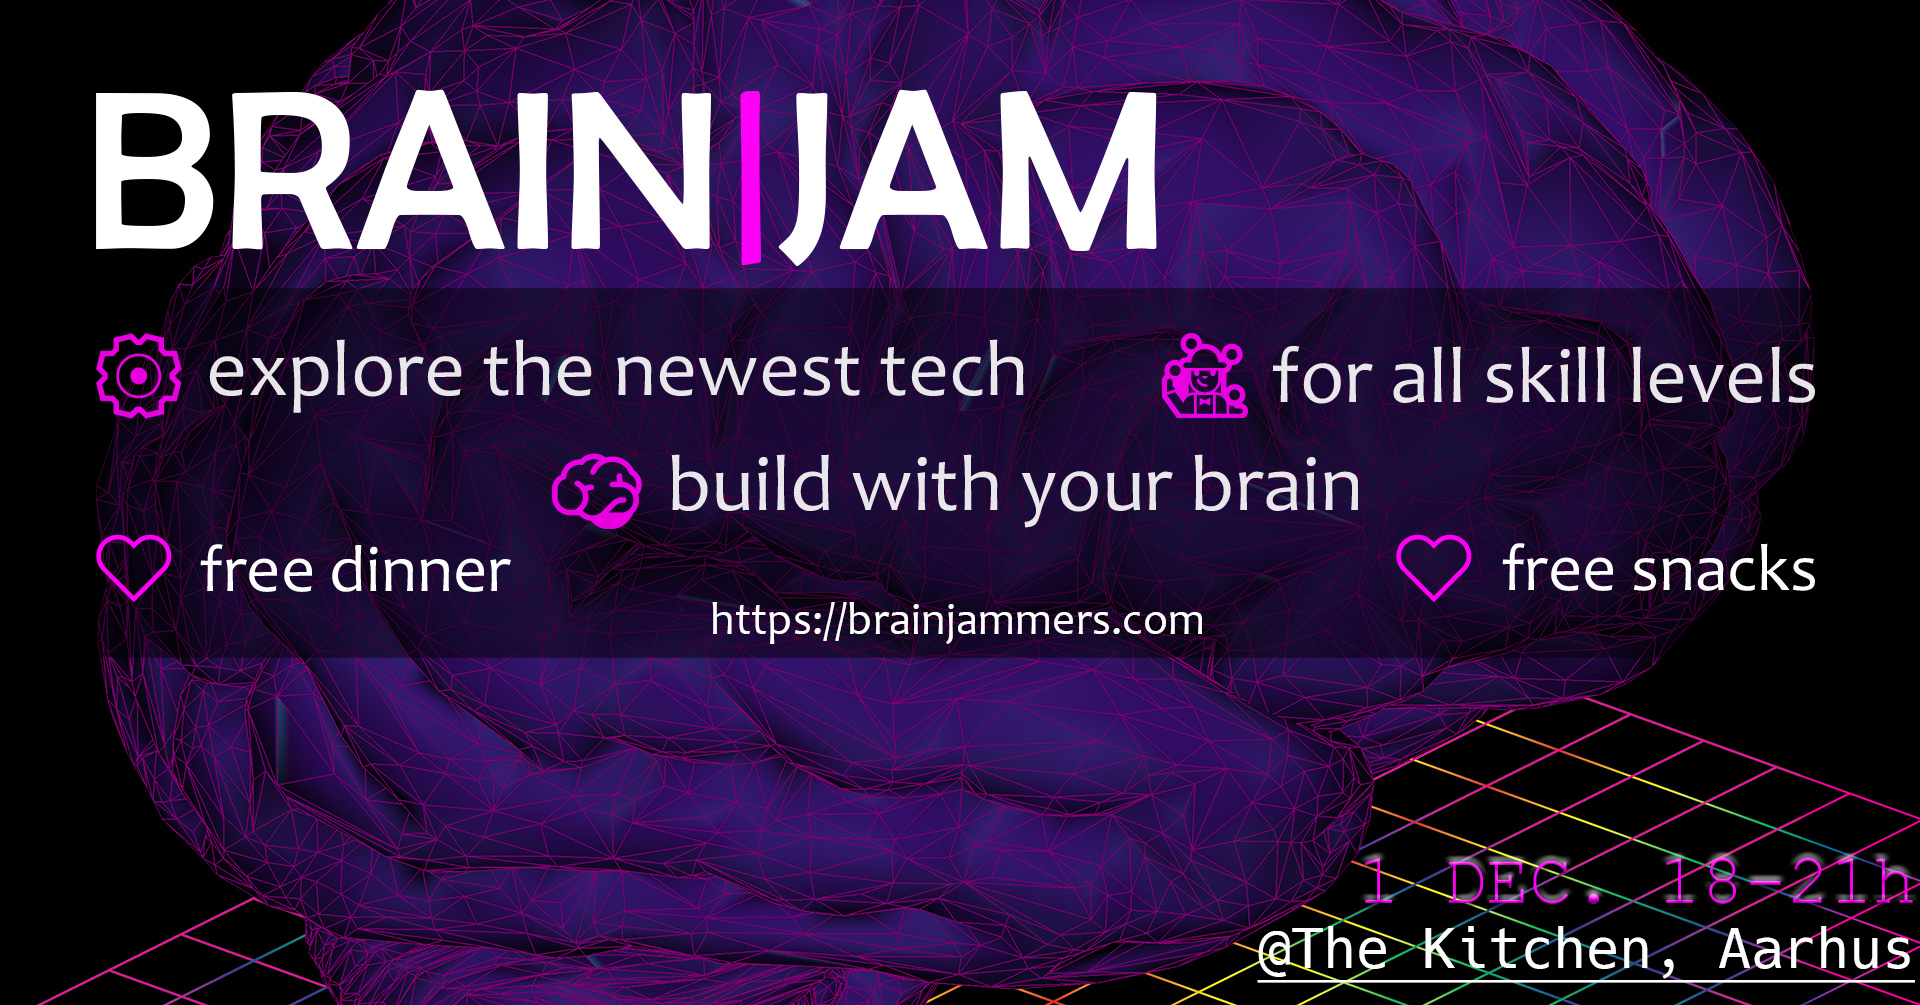 BRAIN|JAM
explore the newest tech
for all skill levels
build with your brain
free dinner
free snacks
https://brainjammers.com
1 DEC. 18-21h
@The Kitchen, Aarhus